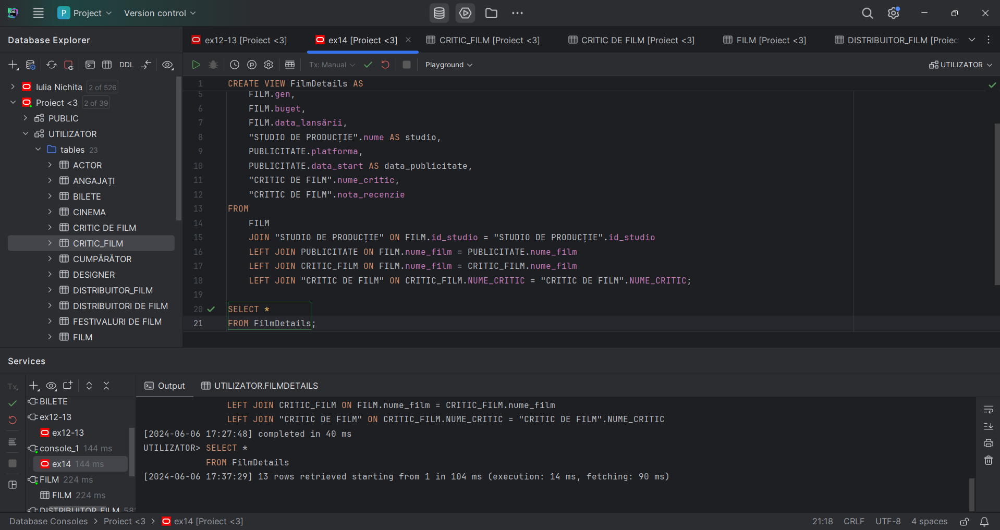 DG
P Project
Version control
Database Explorer
ex12-13 [Proiect <3]
ex14 [Proiect <3]
CRITIC_FILM [Proiect <3]
CRITIC DE FILM [Proiect <3]
FILM [Proiect <3]
DISTRIBUITOR_FILM [Proiec
DDL
Tx: Manual
Playground
UTILIZATOR
Iulia Nichita 2 of 526
Proiect <3 2 of 39
PUBLIC
UTILIZATOR
tables 23
ACTOR
ANGAJAȚI
BILETE
CINEMA
CRITIC DE FILM
CRITIC_FILM
CUMPĂRĂTOR
DESIGNER
DISTRIBUITOR_FILM
DISTRIBUITORI DE FILM
FESTIVALURI DE FILM
FILM
1 CREATE VIEW FilmDetails AS
5 FILM.gen,
6 FILM.buget,
7 FILM.data_lansării,
8 "STUDIO DE PRODUCȚIE".nume AS studio,
9 PUBLICITATE.platforma,
10 PUBLICITATE.data_start AS data_publicitate,
11 "CRITIC DE FILM".nume_critic,
12 "CRITIC DE FILM".nota_recenzie
13 FROM
14 FILM
15 JOIN "STUDIO DE PRODUCȚIE" ON FILM.id_studio = "STUDIO DE PRODUCȚIE".id_studio
16 LEFT JOIN PUBLICITATE ON FILM.nume_film = PUBLICITATE.nume_film
17 LEFT JOIN CRITIC_FILM ON FILM.nume_film = CRITIC_FILM.nume_film
18 LEFT JOIN "CRITIC DE FILM" ON CRITIC_FILM.NUME_CRITIC = "CRITIC DE FILM".NUME_CRITIC;
19
20 SELECT *
21 FROM FilmDetails;
Services
Tx
BILETE
ex12-13
ex12-13
console_1 144 ms
ex14 144 ms
FILM 224 ms
FILM 224 ms
DISTRIBUITOR_FILM 58
Output
UTILIZATOR.FILMDETAILS
LEFT JOIN CRITIC_FILM ON FILM.nume_film = CRITIC_FILM.nume_film
LEFT JOIN "CRITIC DE FILM" ON CRITIC_FILM.NUME_CRITIC = "CRITIC DE FILM".NUME_CRITIC
[2024-06-06 17:27:48] completed in 40 ms
UTILIZATOR> SELECT *
FROM FilmDetails
[2024-06-06 17:37:29] 13 rows retrieved starting from 1 in 104 ms (execution: 14 ms, fetching: 90 ms)
Database Consoles > Proiect <3 > ex14 [Proiect <3]
21:18 CRLF UTF-8 4 spaces